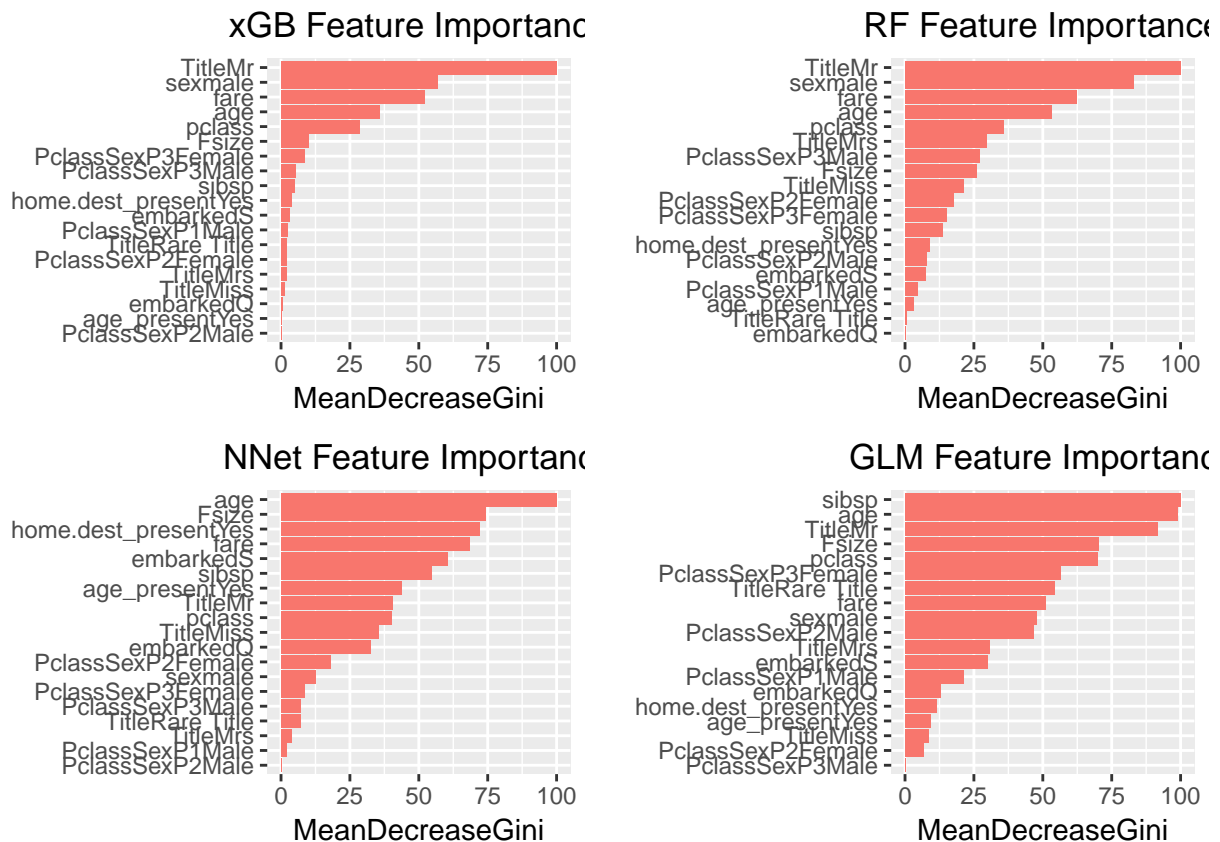 xGB Feature Importanc
TitleMr
sexmale
fare
age
pclass
Fsize
PclassSexP3Female
PclassSexP3Male
sibsp
home.dest_presentYes
embarkedS
PclassSexP1Male
TitleRare Title
PclassSexP2Female
TitleMrs
TitleMiss
embarkedQ
age_presentYes
PclassSexP2Male
0 25 50 75 100
MeanDecreaseGini
RF Feature Importance
TitleMr
sexmale
fare
age
pclass
TitleMrs
PclassSexP3Male
Fsize
TitleMiss
PclassSexP2Female
PclassSexP3Female
sibsp
home.dest_presentYes
PclassSexP2Male
embarkedS
PclassSexP1Male
age_presentYes
TitleRare Title
embarkedQ
0 25 50 75 100
MeanDecreaseGini
NNet Feature Importanc
age
Fsize
home.dest_presentYes
fare
embarkedS
sibsp
age_presentYes
TitleMr
pclass
TitleMiss
embarkedQ
PclassSexP2Female
sexmale
PclassSexP3Female
PclassSexP3Male
TitleRare Title
TitleMrs
PclassSexP1Male
PclassSexP2Male
0 25 50 75 100
MeanDecreaseGini
GLM Feature Importanc
sibsp
age
TitleMr
Fsize
pclass
PclassSexP3Female
TitleRare Title
fare
sexmale
PclassSexP2Male
TitleMrs
embarkedS
PclassSexP1Male
embarkedQ
home.dest_presentYes
age_presentYes
TitleMiss
PclassSexP2Female
PclassSexP3Male
0 25 50 75 100
MeanDecreaseGini